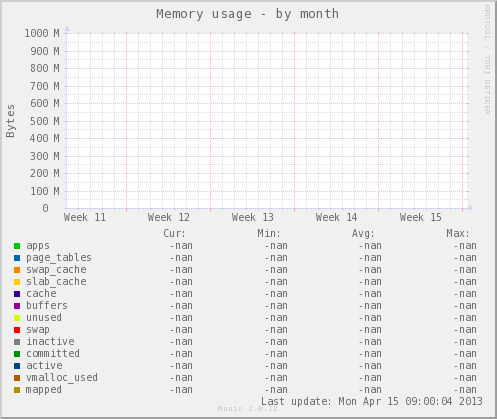 Memory usage - by month
RRDTOOL / TOBI OETIKER
Bytes
1000 M
900 M
800 M
700 M
600 M
500 M
400 M
300 M
200 M
100 M
0
Week 11 Week 12 Week 13 Week 14 Week 15
Cur: Min: Avg: Max:
apps -nan -nan -nan -nan
page_tables -nan -nan -nan -nan
swap_cache -nan -nan -nan -nan
slab_cache -nan -nan -nan -nan
cache -nan -nan -nan -nan
buffers -nan -nan -nan -nan
unused -nan -nan -nan -nan
swap -nan -nan -nan -nan
inactive -nan -nan -nan -nan
committed -nan -nan -nan -nan
active -nan -nan -nan -nan
vmalloc_used -nan -nan -nan -nan
mapped -nan -nan -nan -nan
Last update: Mon Apr 15 09:00:04 2013
Munin 2.0.12